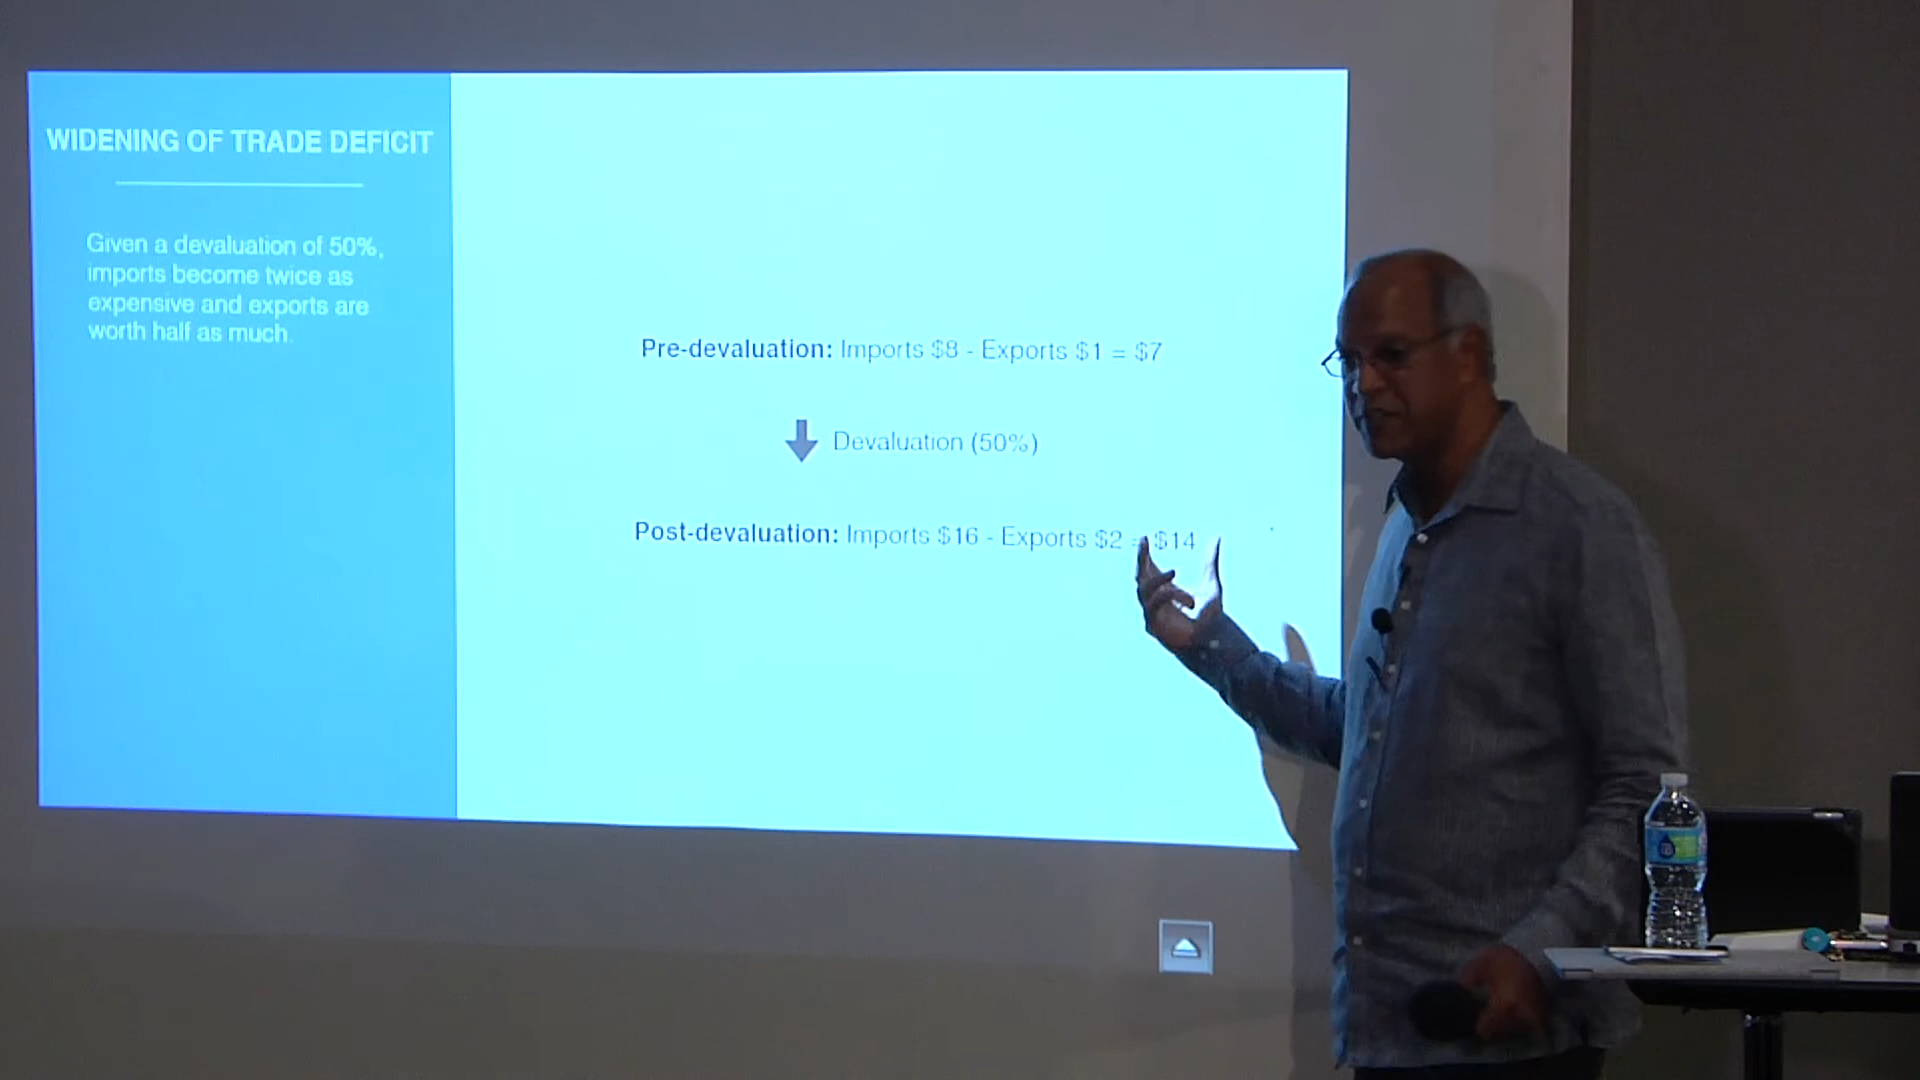 WIDENING OF TRADE DEFICIT
Given a devaluation of 50%,
imports become twice as
expensive and exports are
worth half as much.
Pre-devaluation: Imports $8 - Exports $1 = $7
Devaluation (50%)
Post-devaluation: Imports $16 - Exports $2 = $14